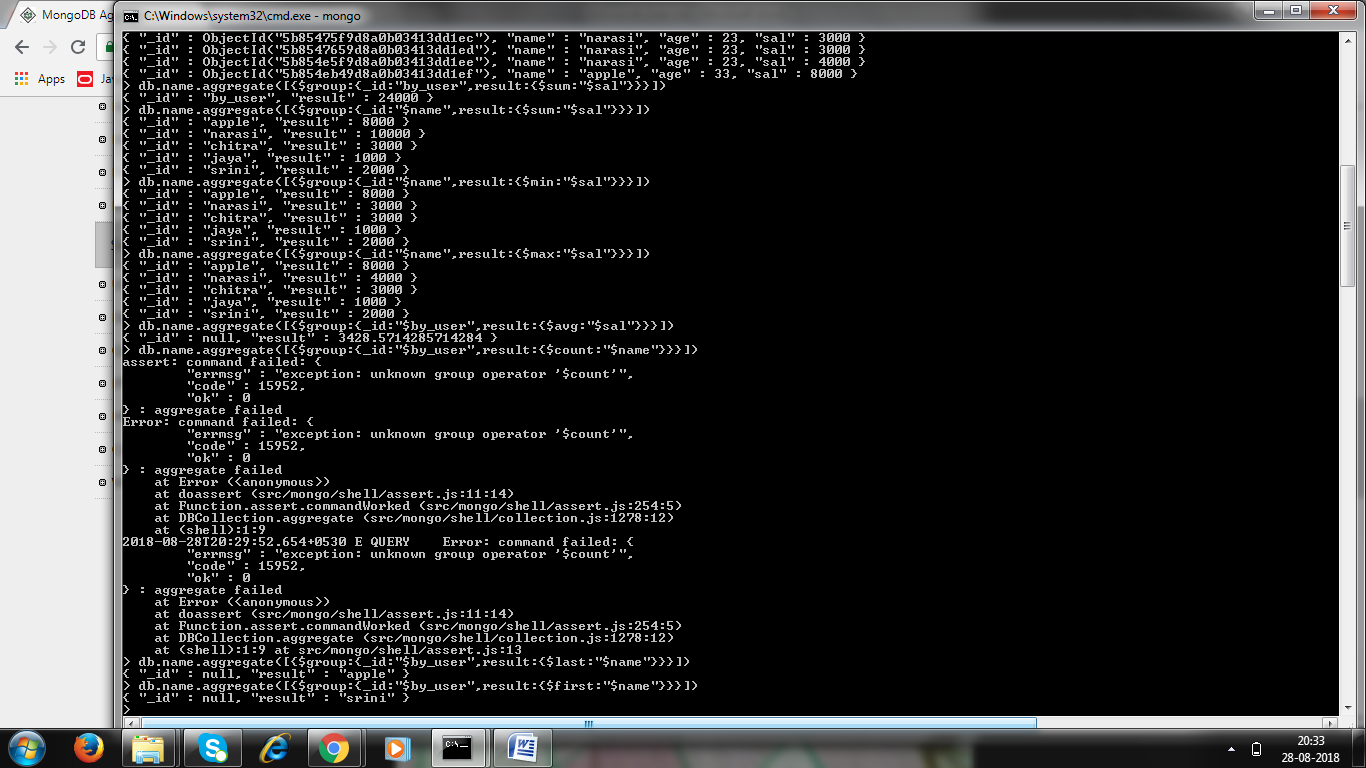 MongoDB Ag
C:\Windows\system32\cmd.exe - mongo
Apps
Ja
{ "_id" : ObjectId("5b85475f9d8a0b03413dd1ec"), "name" : "narasi", "age" : 23, "sal" : 3000 }
{ "_id" : ObjectId("5b8547659d8a0b03413dd1ed"), "name" : "narasi", "age" : 23, "sal" : 3000 }
{ "_id" : ObjectId("5b854e5f9d8a0b03413dd1ee"), "name" : "narasi", "age" : 23, "sal" : 4000 }
{ "_id" : ObjectId("5b854eb49d8a0b03413dd1ef"), "name" : "apple", "age" : 33, "sal" : 8000 }
> db.name.aggregate([{$group:{_id:"by_user",result:{$sum:"$sal"}}}])
{ "_id" : "by_user", "result" : 24000 }
> db.name.aggregate([{$group:{_id:"$name",result:{$sum:"$sal"}}}])
{ "_id" : "apple", "result" : 8000 }
{ "_id" : "narasi", "result" : 10000 }
{ "_id" : "chitra", "result" : 3000 }
{ "_id" : "jaya", "result" : 1000 }
{ "_id" : "srini", "result" : 2000 }
> db.name.aggregate([{$group:{_id:"$name",result:{$min:"$sal"}}}])
{ "_id" : "apple", "result" : 8000 }
{ "_id" : "narasi", "result" : 3000 }
{ "_id" : "chitra", "result" : 3000 }
{ "_id" : "jaya", "result" : 1000 }
{ "_id" : "srini", "result" : 2000 }
> db.name.aggregate([{$group:{_id:"$name",result:{$max:"$sal"}}}])
{ "_id" : "apple", "result" : 8000 }
{ "_id" : "narasi", "result" : 4000 }
{ "_id" : "chitra", "result" : 3000 }
{ "_id" : "jaya", "result" : 1000 }
{ "_id" : "srini", "result" : 2000 }
> db.name.aggregate([{$group:{_id:"$by_user",result:{$avg:"$sal"}}}])
{ "_id" : null, "result" : 3428.5714285714284 }
> db.name.aggregate([{$group:{_id:"$by_user",result:{$count:"$name"}}}])
assert: command failed: {
"errmsg" : "exception: unknown group operator '$count'",
"code" : 15952,
"ok" : 0
} : aggregate failed
Error: command failed: {
"errmsg" : "exception: unknown group operator '$count'",
"code" : 15952,
"ok" : 0
} : aggregate failed
at Error (<anonymous>)
at doassert (src/mongo/shell/assert.js:11:14)
at Function.assert.commandWorked (src/mongo/shell/assert.js:254:5)
at DBCollection.aggregate (src/mongo/shell/collection.js:1278:12)
at (shell):1:9
2018-08-28T20:29:52.654+0530 E QUERY    Error: command failed: {
"errmsg" : "exception: unknown group operator '$count'",
"code" : 15952,
"ok" : 0
} : aggregate failed
at Error (<anonymous>)
at doassert (src/mongo/shell/assert.js:11:14)
at Function.assert.commandWorked (src/mongo/shell/assert.js:254:5)
at DBCollection.aggregate (src/mongo/shell/collection.js:1278:12)
at (shell):1:9 at src/mongo/shell/assert.js:13
> db.name.aggregate([{$group:{_id:"$by_user",result:{$last:"$name"}}}])
{ "_id" : null, "result" : "apple" }
> db.name.aggregate([{$group:{_id:"$by_user",result:{$first:"$name"}}}])
{ "_id" : null, "result" : "srini" }
>
20:33
28-08-2018